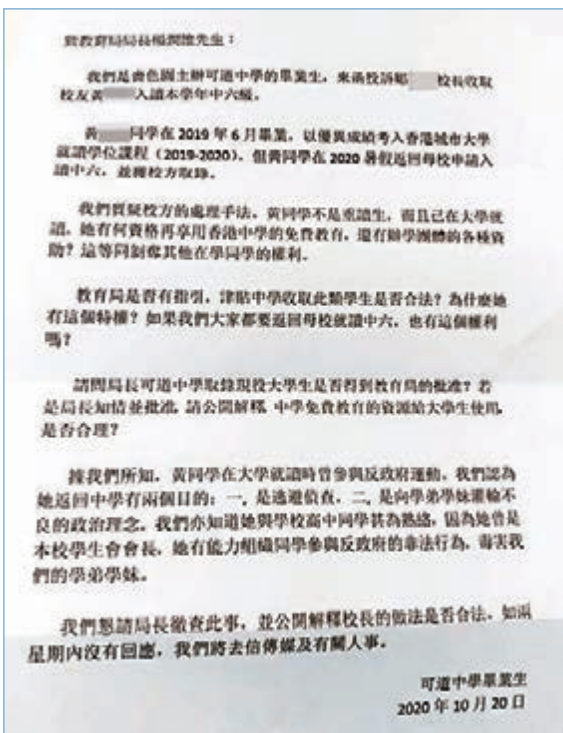 致教育局局長楊潤雄先生：
我們是嗇色園主辦可道中學的畢業生，來函投訴鄭 校長收取
校友黃 入讀本學年中六級。
黃 同學在 2019 年 6 月畢業，以優異成績考入香港城市大學
就讀學位課程（2019-2020），但黃同學在 2020 暑假返回母校申請入
讀中六，並獲校方取錄。
我們質疑校方的處理手法，黃同學不是重讀生，而且已在大學就
讀，她有何資格再享用香港中學的免費教育，還有辦學團體的各種資
助？這等同剝奪其他在學同學的權利。
教育局是否有指引，津貼中學收取此類學生是否合法？為什麼她
有這個特權？如果我們大家都要返回母校就讀中六，也有這個權利
嗎？
請問局長可道中學取錄現役大學生是否得到教育局的批准？若
是局長知情並批准，請公開解釋，中學免費教育的資源給大學生使用，
是否合理？
據我們所知，黃同學在大學就讀時曾參與反政府運動，我們認為
她返回中學有兩個目的：一，是逃避偵查，二，是向學弟學妹灌輸不
良的政治理念。我們亦知道她與學校高中同學甚為熟絡，因為她曾是
本校學生會會長，她有能力組織同學參與反政府的非法行為，毒害我
們的學弟學妹。
我們懇請局長徹查此事，並公開解釋校長的做法是否合法，如兩
星期內沒有回應，我們將去信傳媒及有關人事。
可道中學畢業生
2020 年 10 月 20 日